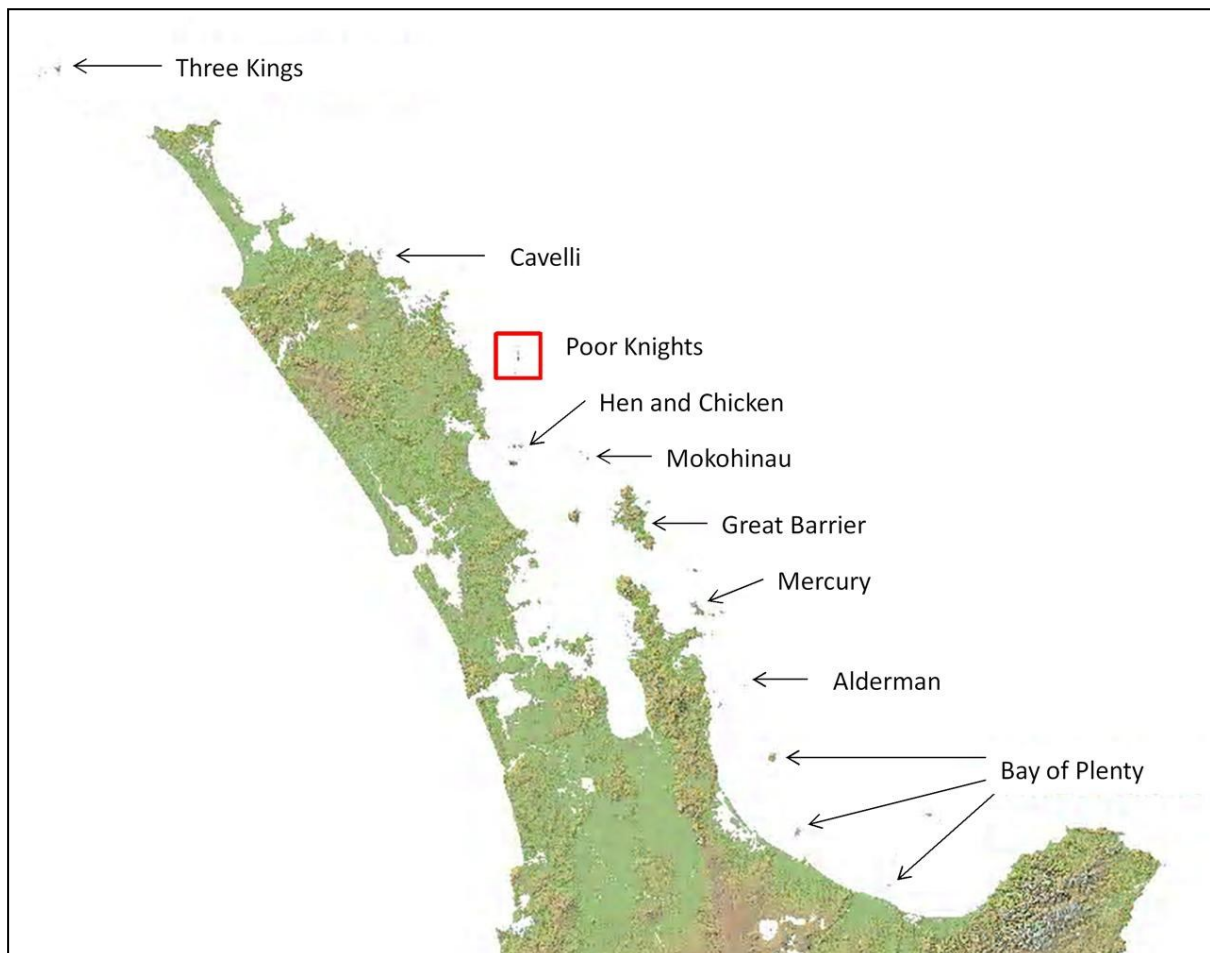 Three Kings
Cavelli
Poor Knights
Hen and Chicken
Mokohinau
Great Barrier
Mercury
Alderman
Bay of Plenty